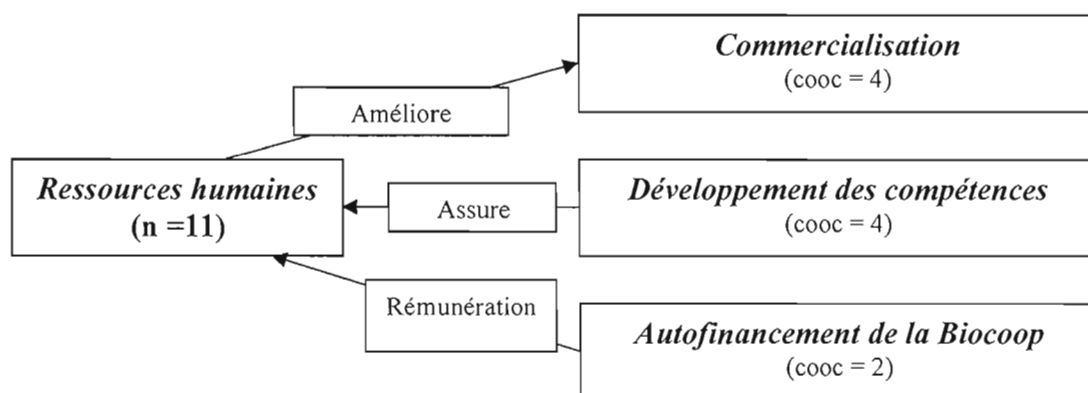 Commercialisation
(cooc = 4)
Améliore
Ressources humaines
(n =11)
Assure
Développement des compétences
(cooc = 4)
Rémunération
Autofinancement de la Biocoop
(cooc = 2)